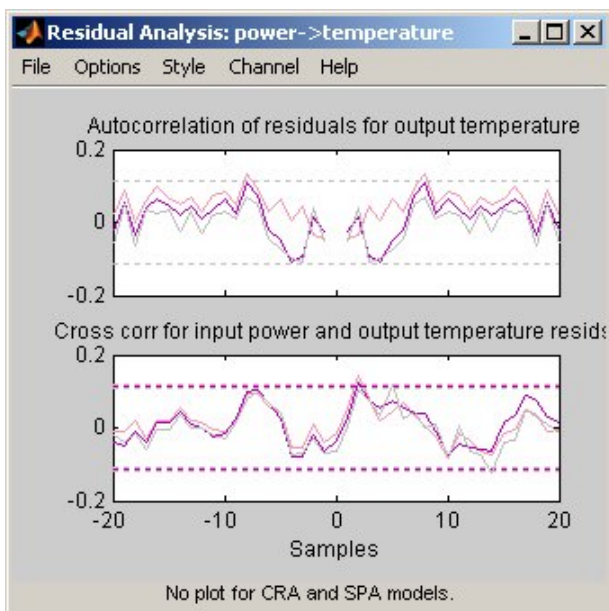 Residual Analysis: power->temperature
File Options Style Channel Help
Autocorrelation of residuals for output temperature
0.2
0
-0.2
Cross corr for input power and output temperature resids
0.2
0
-0.2
-20 -10 0 10 20
Samples
No plot for CRA and SPA models.